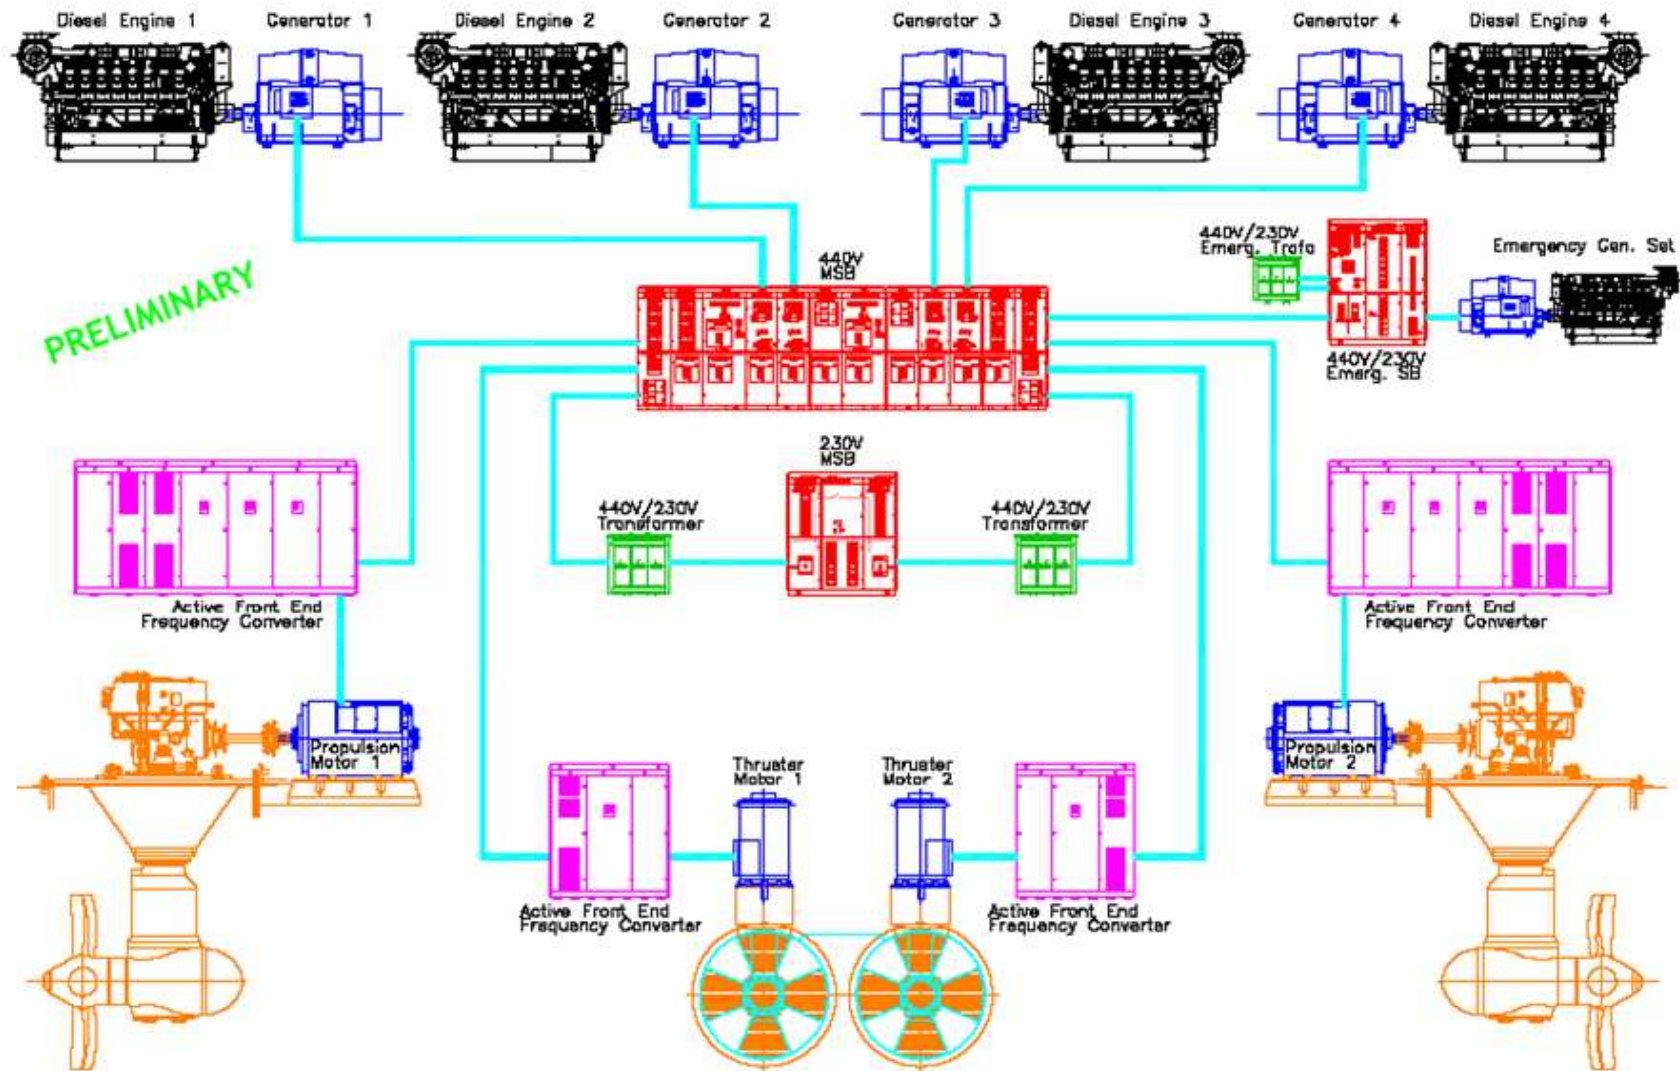 Diesel Engine 1
Generator 1
Diesel Engine 2
Generator 2
Generator 3
Diesel Engine 3
Generator 4
Diesel Engine 4
PRELIMINARY
440V
MSB
440V/230V
Emerg. Trafo
Emergency Gen. Set
440V/230V
Emerg. SB
230V
MSB
440V/230V
Transformer
440V/230V
Transformer
Active Front End
Frequency Converter
Active Front End
Frequency Converter
Propulsion
Motor 1
Thruster
Motor 1
Thruster
Motor 2
Propulsion
Motor 2
Active Front End
Frequency Converter
Active Front End
Frequency Converter